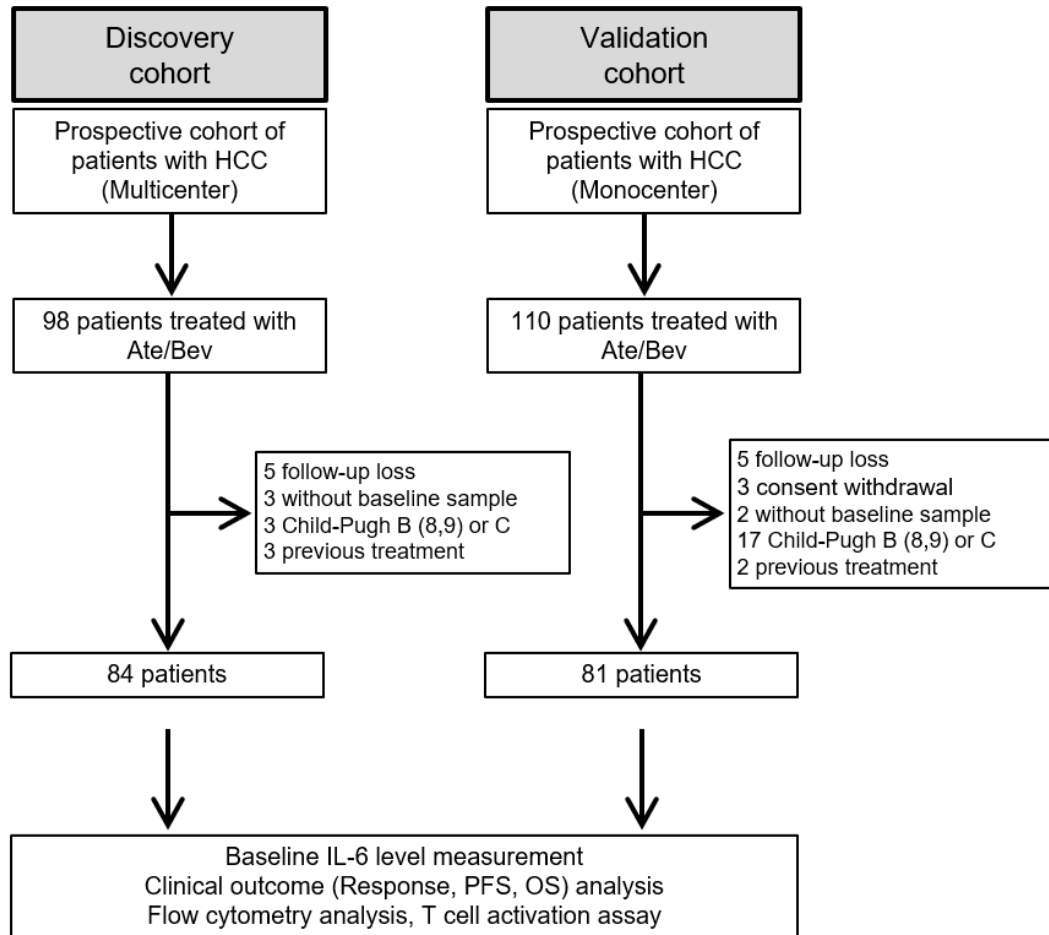 Discovery
cohort
Prospective cohort of
patients with HCC
(Multicenter)
98 patients treated with
Ate/Bev
5 follow-up loss
3 without baseline sample
3 Child-Pugh B (8,9) or C
3 previous treatment
84 patients
Validation
cohort
Prospective cohort of
patients with HCC
(Monocenter)
110 patients treated with
Ate/Bev
5 follow-up loss
3 consent withdrawal
2 without baseline sample
17 Child-Pugh B (8,9) or C
2 previous treatment
81 patients
Baseline IL-6 level measurement
Clinical outcome (Response, PFS, OS) analysis
Flow cytometry analysis, T cell activation assay